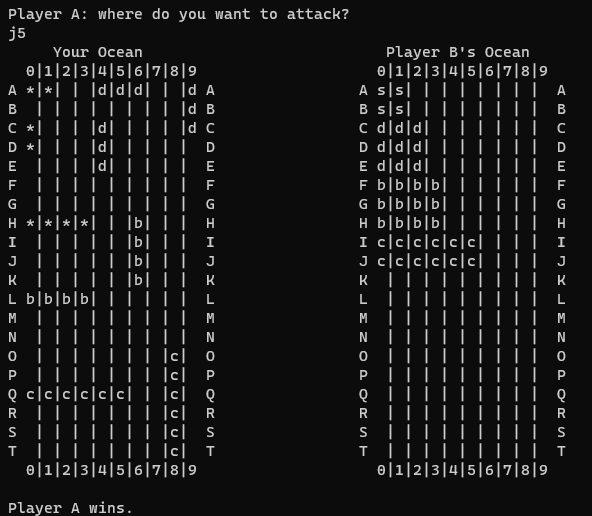 Player A: where do you want to attack?
j5
     Your Ocean                           Player B's Ocean
  0|1|2|3|4|5|6|7|8|9                    0|1|2|3|4|5|6|7|8|9
A *|*| | |d|d|d| | |d A                A s|s| | | | | | | |   A
B  | | | | | | | | |d B                B s|s| | | | | | | |   B
C *| | | |d| | | | |d C                C d|d|d| | | | | | |   C
D *| | | |d| | | | |  D                D d|d|d| | | | | | |   D
E  | | | |d| | | | |  E                E d|d|d| | | | | | |   E
F  | | | | | | | | |  F                F b|b|b|b| | | | | |   F
G  | | | | | | | | |  G                G b|b|b|b| | | | | |   G
H *|*|*|*| | |b| | |  H                H b|b|b|b| | | | | |   H
I  | | | | | |b| | |  I                I c|c|c|c|c|c| | | |   I
J  | | | | | |b| | |  J                J c|c|c|c|c|c| | | |   J
K  | | | | | |b| | |  K                K  | | | | | | | | |   K
L b|b|b|b| | | | | |  L                L  | | | | | | | | |   L
M  | | | | | | | | |  M                M  | | | | | | | | |   M
N  | | | | | | | | |  N                N  | | | | | | | | |   N
O  | | | | | | | |c|  O                O  | | | | | | | | |   O
P  | | | | | | | |c|  P                P  | | | | | | | | |   P
Q c|c|c|c|c|c| | |c|  Q                Q  | | | | | | | | |   Q
R  | | | | | | | |c|  R                R  | | | | | | | | |   R
S  | | | | | | | |c|  S                S  | | | | | | | | |   S
T  | | | | | | | |c|  T                T  | | | | | | | | |   T
  0|1|2|3|4|5|6|7|8|9                    0|1|2|3|4|5|6|7|8|9
Player A wins.